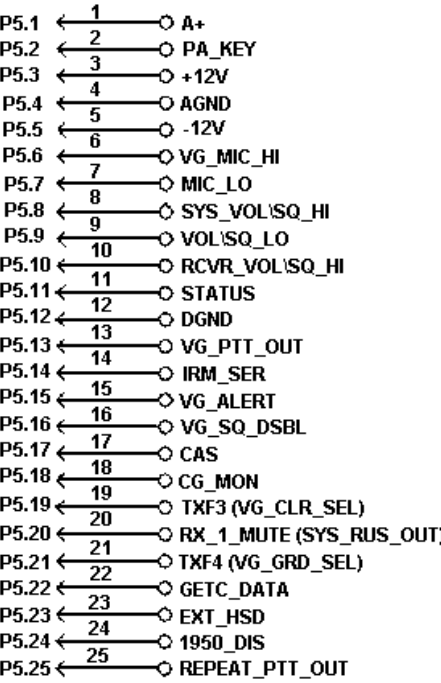 P5.1 1 A+
P5.2 2 PA_KEY
P5.3 3 +12V
P5.4 4 AGND
P5.5 5 -12V
P5.6 6 VG_MIC_HI
P5.7 7 MIC_LO
P5.8 8 SYS_VOL\SQ_HI
P5.9 9 VOL\SQ_LO
P5.10 10 RCVR_VOL\SQ_HI
P5.11 11 STATUS
P5.12 12 DGND
P5.13 13 VG_PTT_OUT
P5.14 14 IRM_SER
P5.15 15 VG_ALERT
P5.16 16 VG_SQ_DSBL
P5.17 17 CAS
P5.18 18 CG_MON
P5.19 19 TXF3 (VG_CLR_SEL)
P5.20 20 RX_1_MUTE (SYS_RUS_OUT)
P5.21 21 TXF4 (VG_GRD_SEL)
P5.22 22 GETC_DATA
P5.23 23 EXT_HSD
P5.24 24 1950_DIS
P5.25 25 REPEAT_PTT_OUT